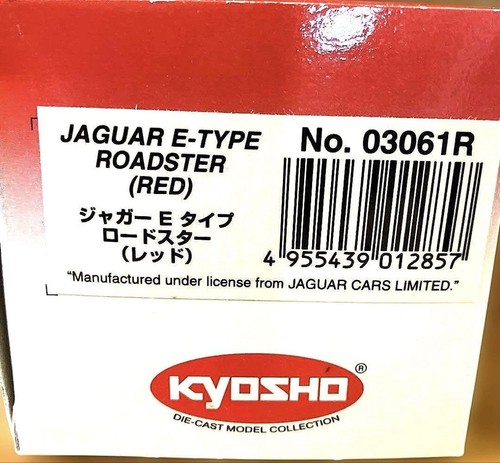 JAGUAR E-TYPE
ROADSTER
(RED)
No. 03061R
ジャガー E タイプ
ロードスター
(レッド)
4 955439 012857
“Manufactured under license from JAGUAR CARS LIMITED.”
KYOSHO®
DIE-CAST MODEL COLLECTION